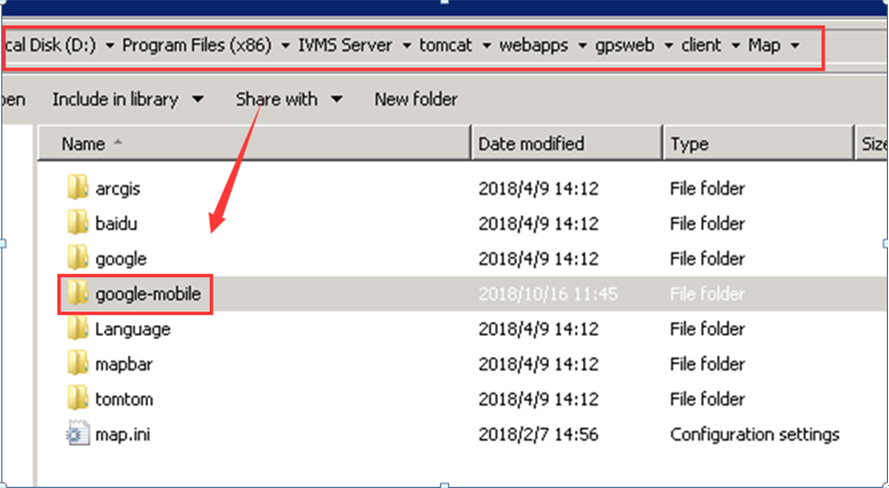 cal Disk (D:) Program Files (x86) IVMS Server tomcat webapps gpsweb client Map
pen Include in library Share with New folder
Name Date modified Type Size
arcgis 2018/4/9 14:12 File folder
baidu 2018/4/9 14:12 File folder
google 2018/4/9 14:12 File folder
google-mobile 2018/10/16 11:45 File folder
Language 2018/4/9 14:12 File folder
mapbar 2018/4/9 14:12 File folder
tomtom 2018/4/9 14:12 File folder
map.ini 2018/2/7 14:56 Configuration settings